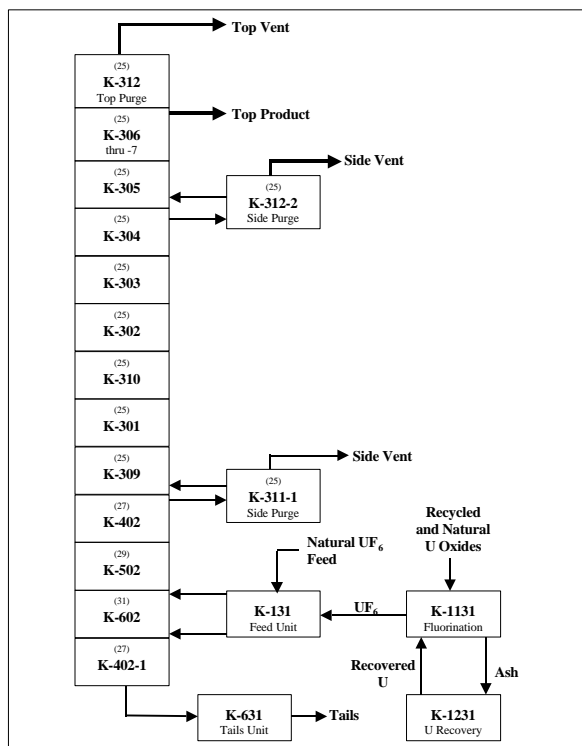 Top Vent
(25)
K-312
Top Purge
Top Product
(25)
K-306
thru -7
(25)
K-305
Side Vent
(25)
K-312-2
Side Purge
(25)
K-304
(25)
K-303
(25)
K-302
(25)
K-310
(25)
K-301
(25)
K-309
Side Vent
(25)
K-311-1
Side Purge
(27)
K-402
(29)
K-502
Natural UF₆
Feed
Recycled
and Natural
U Oxides
(31)
K-602
K-131
Feed Unit
UF₆
K-1131
Fluorination
(27)
K-402-1
Recovered
U
Ash
K-631
Tails Unit
Tails
K-1231
U Recovery